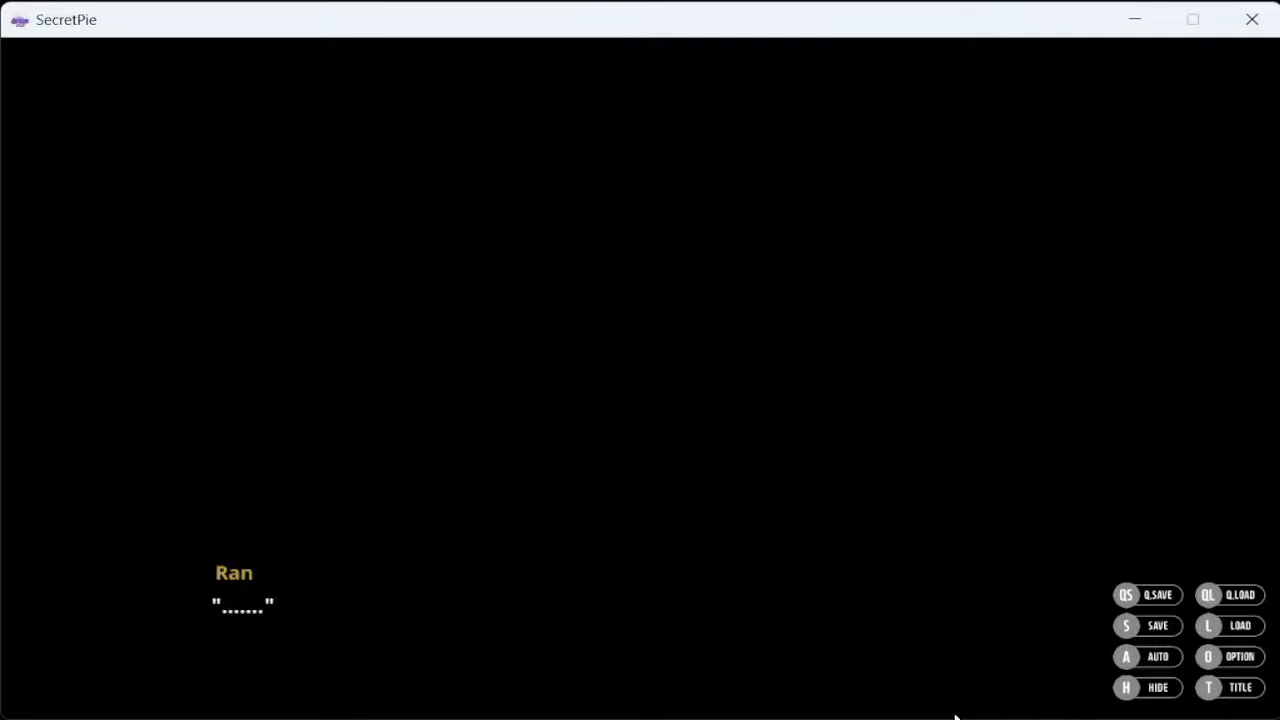 SecretPie
Ran
"......."
QS Q.SAVE QL Q.LOAD
S SAVE L LOAD
A AUTO O OPTION
H HIDE T TITLE